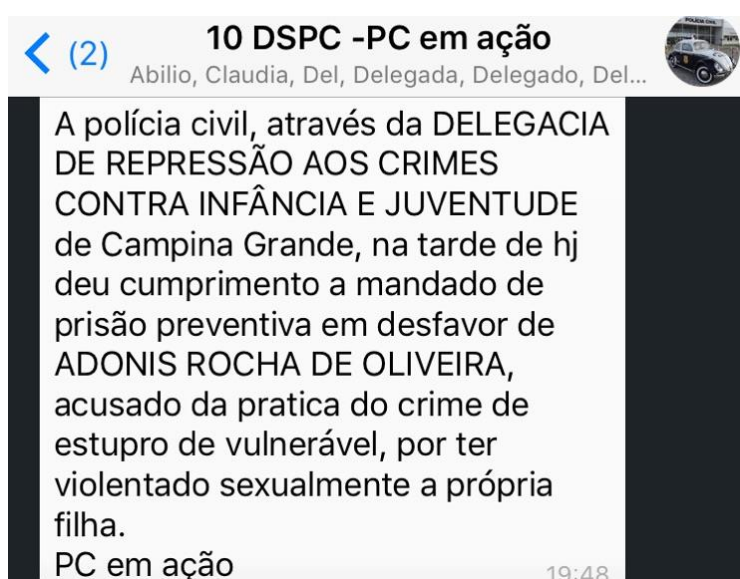 (2)
10 DSPC -PC em ação
Abilio, Claudia, Del, Delegada, Delegado, Del...
A polícia civil, através da DELEGACIA
DE REPRESSÃO AOS CRIMES
CONTRA INFÂNCIA E JUVENTUDE
de Campina Grande, na tarde de hj
deu cumprimento a mandado de
prisão preventiva em desfavor de
ADONIS ROCHA DE OLIVEIRA,
acusado da pratica do crime de
estupro de vulnerável, por ter
violentado sexualmente a própria
filha.
PC em ação
19:48